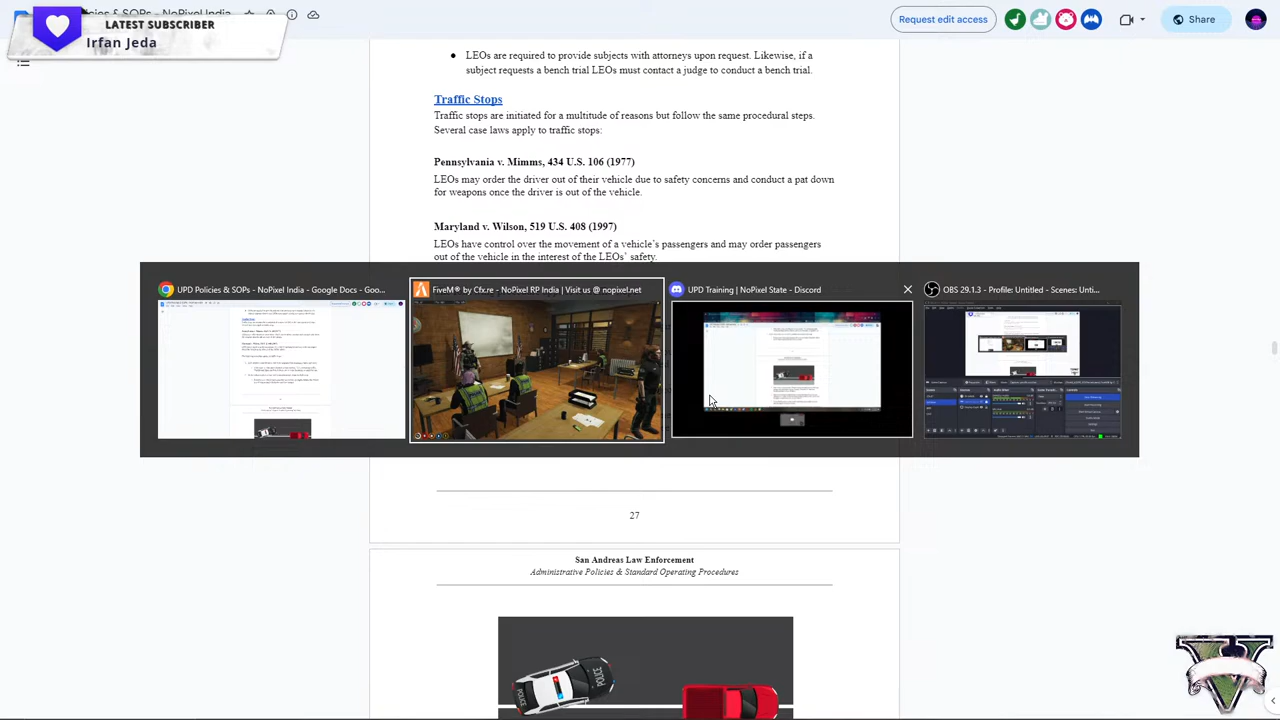 LATEST SUBSCRIBER
Irfan Jeda
cies & SOPs - NoPixel India
Request edit access
Share
● LEOs are required to provide subjects with attorneys upon request. Likewise, if a
subject requests a bench trial LEOs must contact a judge to conduct a bench trial.
Traffic Stops
Traffic stops are initiated for a multitude of reasons but follow the same procedural steps.
Several case laws apply to traffic stops:
Pennsylvania v. Mimms, 434 U.S. 106 (1977)
LEOs may order the driver out of their vehicle due to safety concerns and conduct a pat down
for weapons once the driver is out of the vehicle.
Maryland v. Wilson, 519 U.S. 408 (1997)
LEOs have control over the movement of a vehicle's passengers and may order passengers
out of the vehicle in the interest of the LEOs' safety.
UPD Policies & SOPs - NoPixel India - Google Docs - Goo...
FiveM® by Cfx.re - NoPixel RP India | Visit us @ nopixel.net
UPD Training | NoPixel State - Discord
OBS 29.1.3 - Profile: Untitled - Scenes: Unti...
27
San Andreas Law Enforcement
Administrative Policies & Standard Operating Procedures
POLICE
POLICE
V